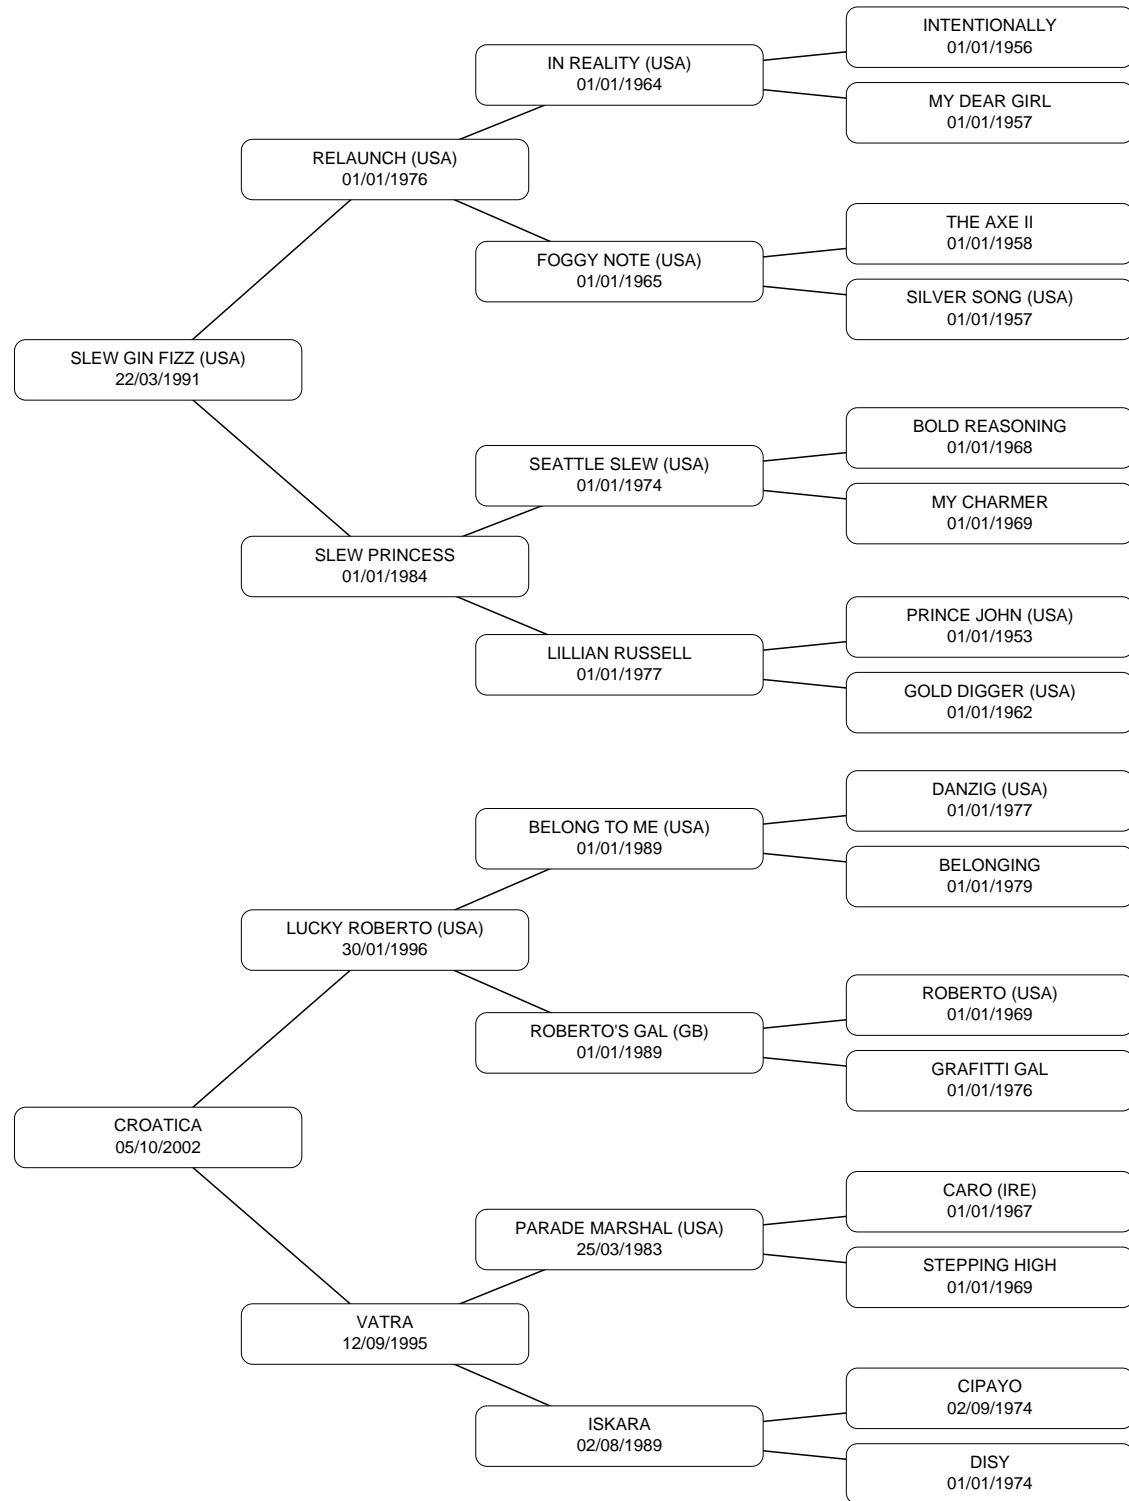 INTENTIONALLY
01/01/1956
IN REALITY (USA)
01/01/1964
MY DEAR GIRL
01/01/1957
RELAUNCH (USA)
01/01/1976
THE AXE II
01/01/1958
FOGGY NOTE (USA)
01/01/1965
SILVER SONG (USA)
01/01/1957
SLEW GIN FIZZ (USA)
22/03/1991
BOLD REASONING
01/01/1968
SEATTLE SLEW (USA)
01/01/1974
MY CHARMER
01/01/1969
SLEW PRINCESS
01/01/1984
PRINCE JOHN (USA)
01/01/1953
LILLIAN RUSSELL
01/01/1977
GOLD DIGGER (USA)
01/01/1962
DANZIG (USA)
01/01/1977
BELONG TO ME (USA)
01/01/1989
BELONGING
01/01/1979
LUCKY ROBERTO (USA)
30/01/1996
ROBERTO (USA)
01/01/1969
ROBERTO'S GAL (GB)
01/01/1989
GRAFITTI GAL
01/01/1976
CROATICA
05/10/2002
CARO (IRE)
01/01/1967
PARADE MARSHAL (USA)
25/03/1983
STEPPING HIGH
01/01/1969
VATRA
12/09/1995
CIPAYO
02/09/1974
ISKARA
02/08/1989
DISY
01/01/1974